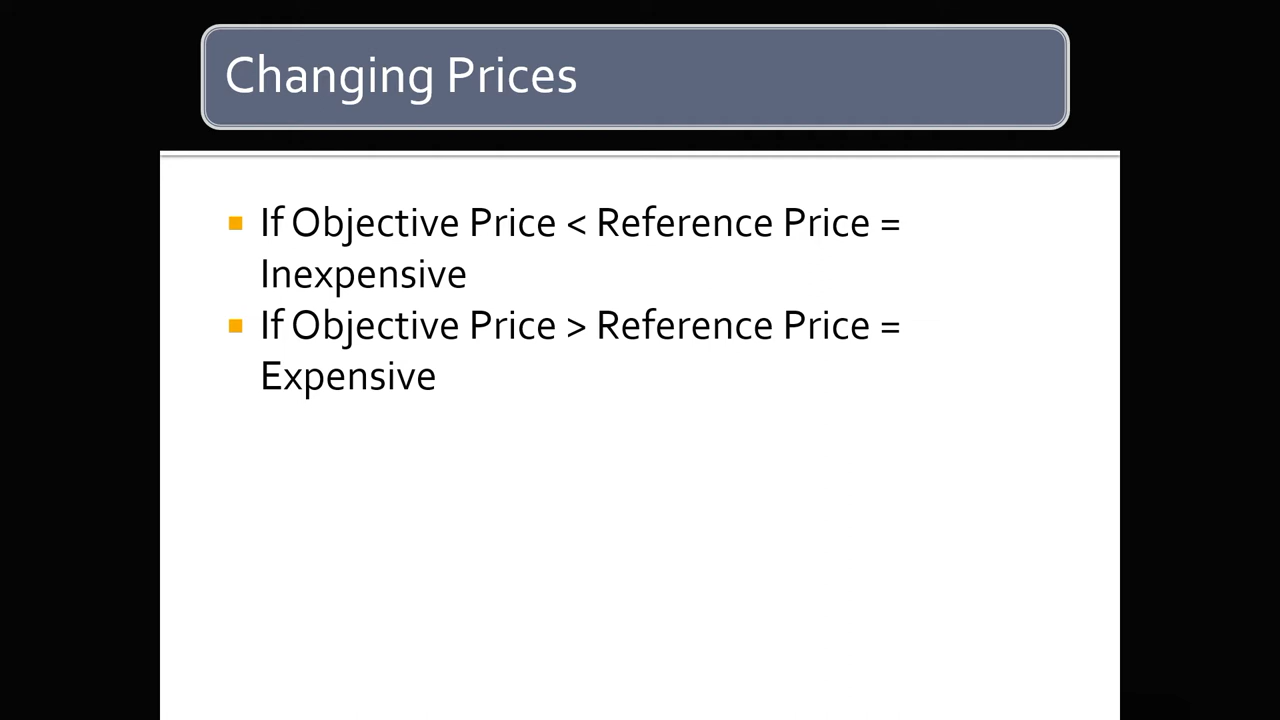 Changing Prices
If Objective Price < Reference Price =
Inexpensive
If Objective Price > Reference Price =
Expensive